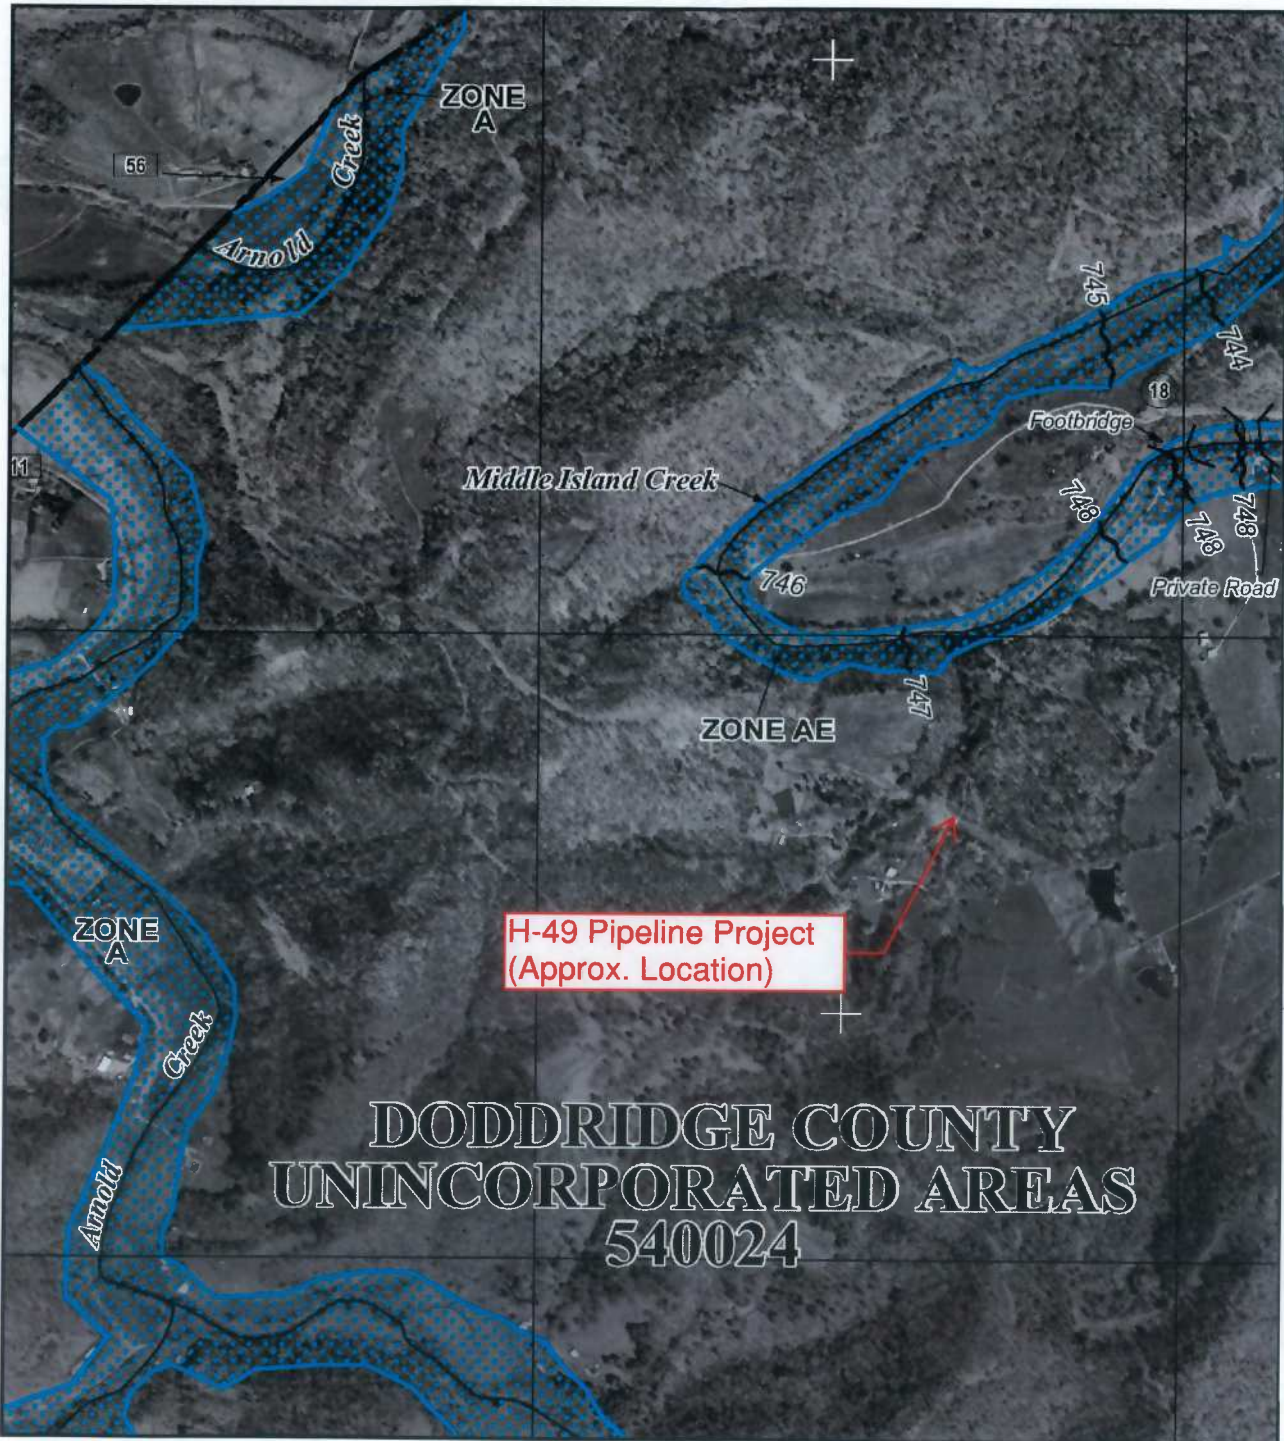 ZONE
A
56
Creek
Arnold
745
744
18
Footbridge
11
Middle Island Creek
748
748
748
746
Private Road
747
ZONE AE
H-49 Pipeline Project
(Approx. Location)
ZONE
A
Creek
Arnold
DODDRIDGE COUNTY
UNINCORPORATED AREAS
540024